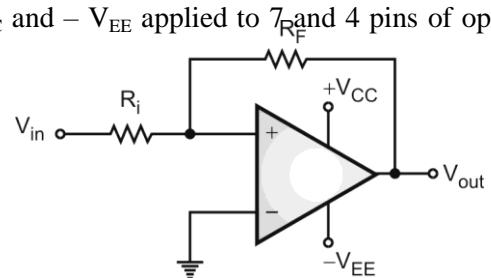 and – V_EE applied to 7 and 4 pins of op
R_F
+V_CC
R_i
V_in
+
V_out
–
–V_EE